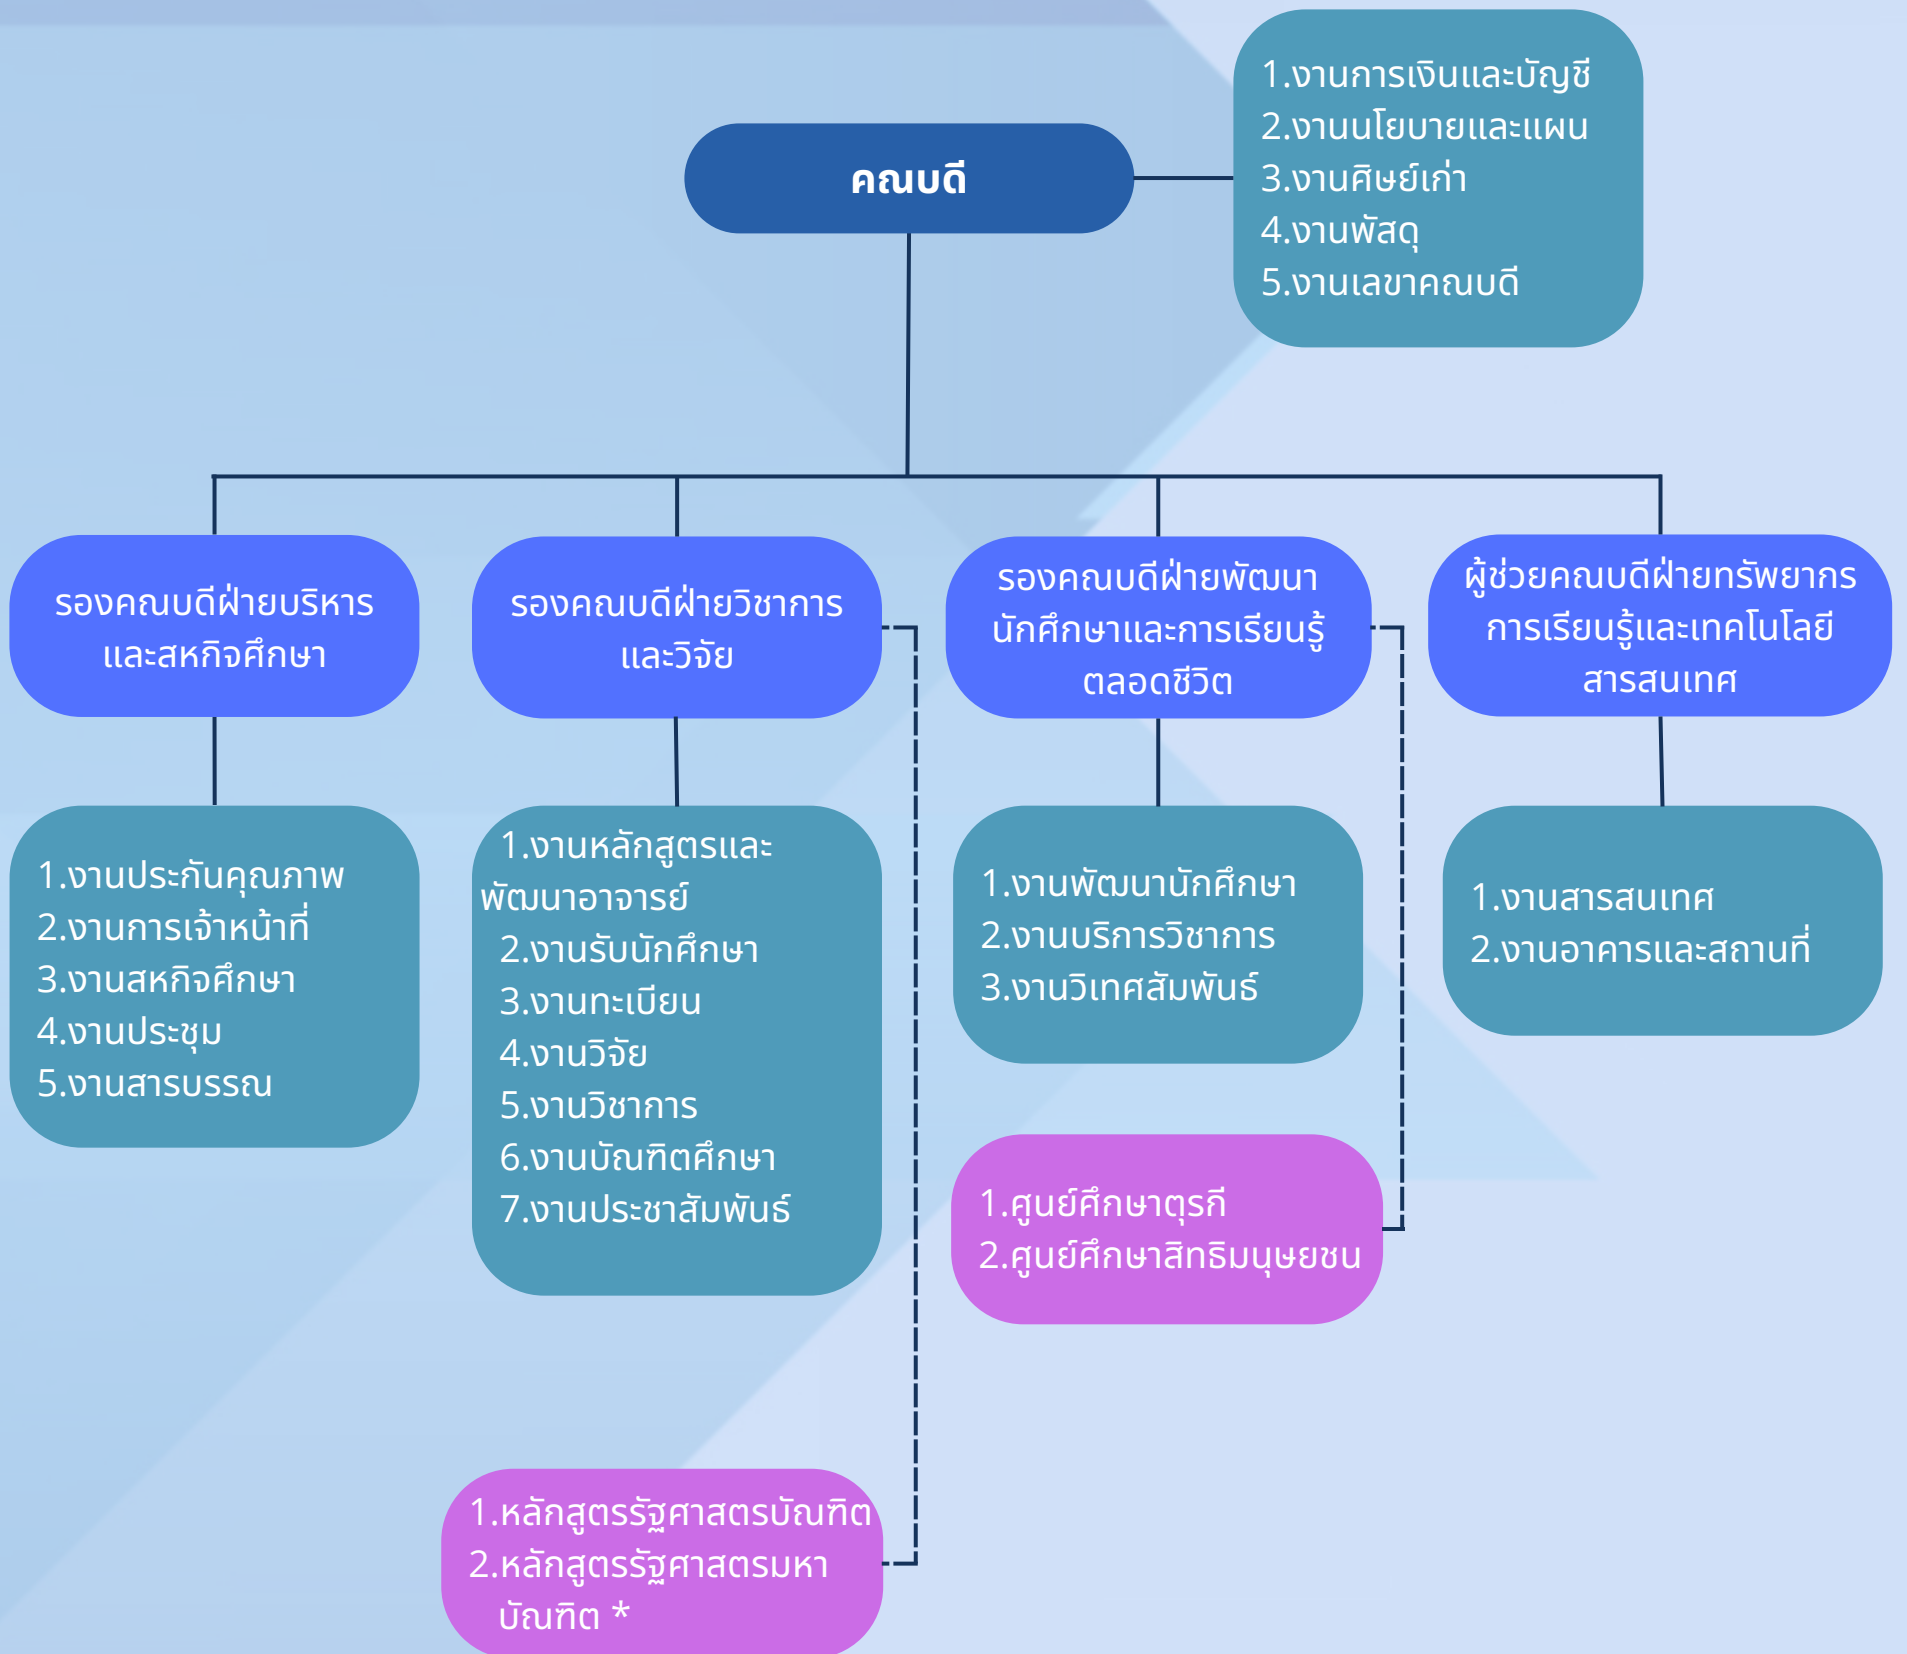 คณบดี
1.งานการเงินและบัญชี
2.งานนโยบายและแผน
3.งานศิษย์เก่า
4.งานพัสดุ
5.งานเลขาคณบดี
รองคณบดีฝ่ายบริหาร
และสหกิจศึกษา
รองคณบดีฝ่ายวิชาการ
และวิจัย
รองคณบดีฝ่ายพัฒนา
นักศึกษาและการเรียนรู้
ตลอดชีวิต
ผู้ช่วยคณบดีฝ่ายทรัพยากร
การเรียนรู้และเทคโนโลยี
สารสนเทศ
1.งานประกันคุณภาพ
2.งานการเจ้าหน้าที่
3.งานสหกิจศึกษา
4.งานประชุม
5.งานสารบรรณ
1.งานหลักสูตรและ
พัฒนาอาจารย์
2.งานรับนักศึกษา
3.งานทะเบียน
4.งานวิจัย
5.งานวิชาการ
6.งานบัณฑิตศึกษา
7.งานประชาสัมพันธ์
1.งานพัฒนานักศึกษา
2.งานบริการวิชาการ
3.งานวิเทศสัมพันธ์
1.งานสารสนเทศ
2.งานอาคารและสถานที่
1.ศูนย์ศึกษาตุรกี
2.ศูนย์ศึกษาสิทธิมนุษยชน
1.หลักสูตรรัฐศาสตรบัณฑิต
2.หลักสูตรรัฐศาสตรมหา
บัณฑิต *